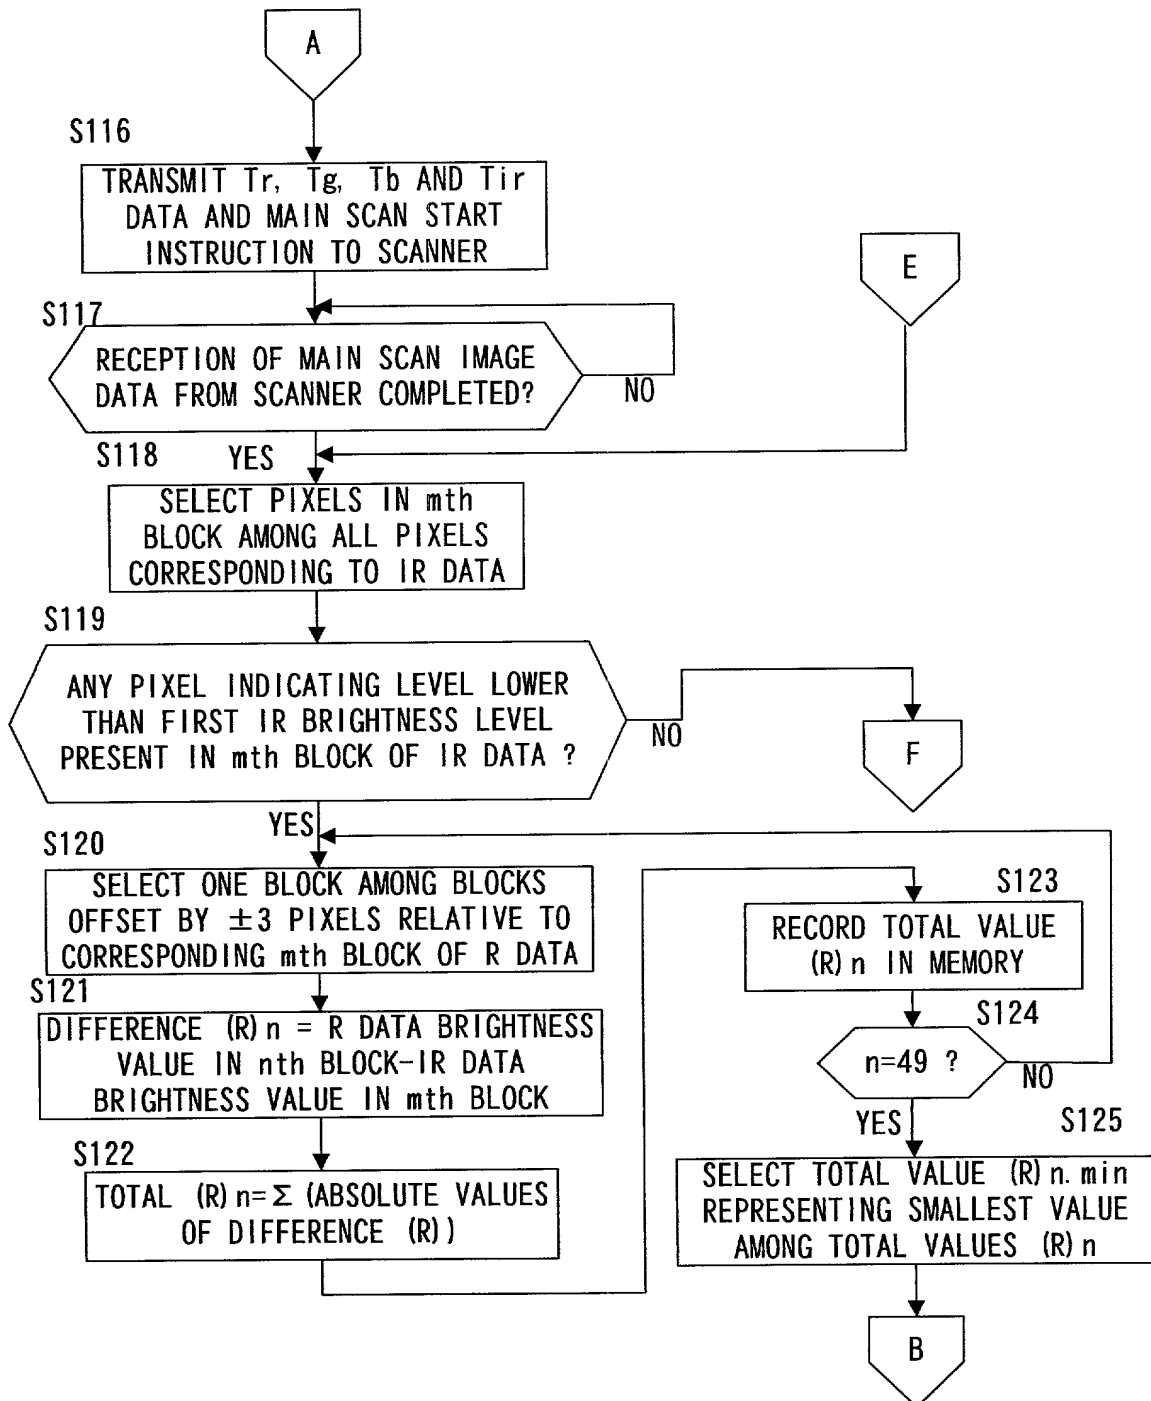 A
S116
TRANSMIT Tr, Tg, Tb AND Tir
DATA AND MAIN SCAN START
INSTRUCTION TO SCANNER
E
S117
RECEPTION OF MAIN SCAN IMAGE
DATA FROM SCANNER COMPLETED?
NO
S118
YES
SELECT PIXELS IN mth
BLOCK AMONG ALL PIXELS
CORRESPONDING TO IR DATA
S119
ANY PIXEL INDICATING LEVEL LOWER
THAN FIRST IR BRIGHTNESS LEVEL
PRESENT IN mth BLOCK OF IR DATA ?
NO
F
YES
S120
SELECT ONE BLOCK AMONG BLOCKS
OFFSET BY ±3 PIXELS RELATIVE TO
CORRESPONDING mth BLOCK OF R DATA
S121
DIFFERENCE (R)n = R DATA BRIGHTNESS
VALUE IN nth BLOCK-IR DATA
BRIGHTNESS VALUE IN mth BLOCK
S122
TOTAL (R)n=Σ(ABSOLUTE VALUES
OF DIFFERENCE (R))
S123
RECORD TOTAL VALUE
(R)n IN MEMORY
S124
n=49 ?
NO
YES
S125
SELECT TOTAL VALUE (R)n.min
REPRESENTING SMALLEST VALUE
AMONG TOTAL VALUES (R)n
B